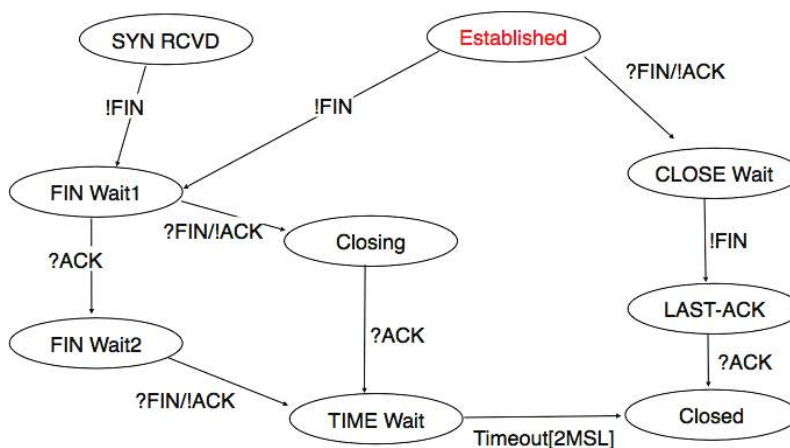 SYN RCVD
Established
?FIN/!ACK
!FIN
!FIN
FIN Wait1
CLOSE Wait
?FIN/!ACK
Closing
!FIN
?ACK
LAST-ACK
?ACK
FIN Wait2
?ACK
?FIN/!ACK
TIME Wait
Closed
Timeout[2MSL]